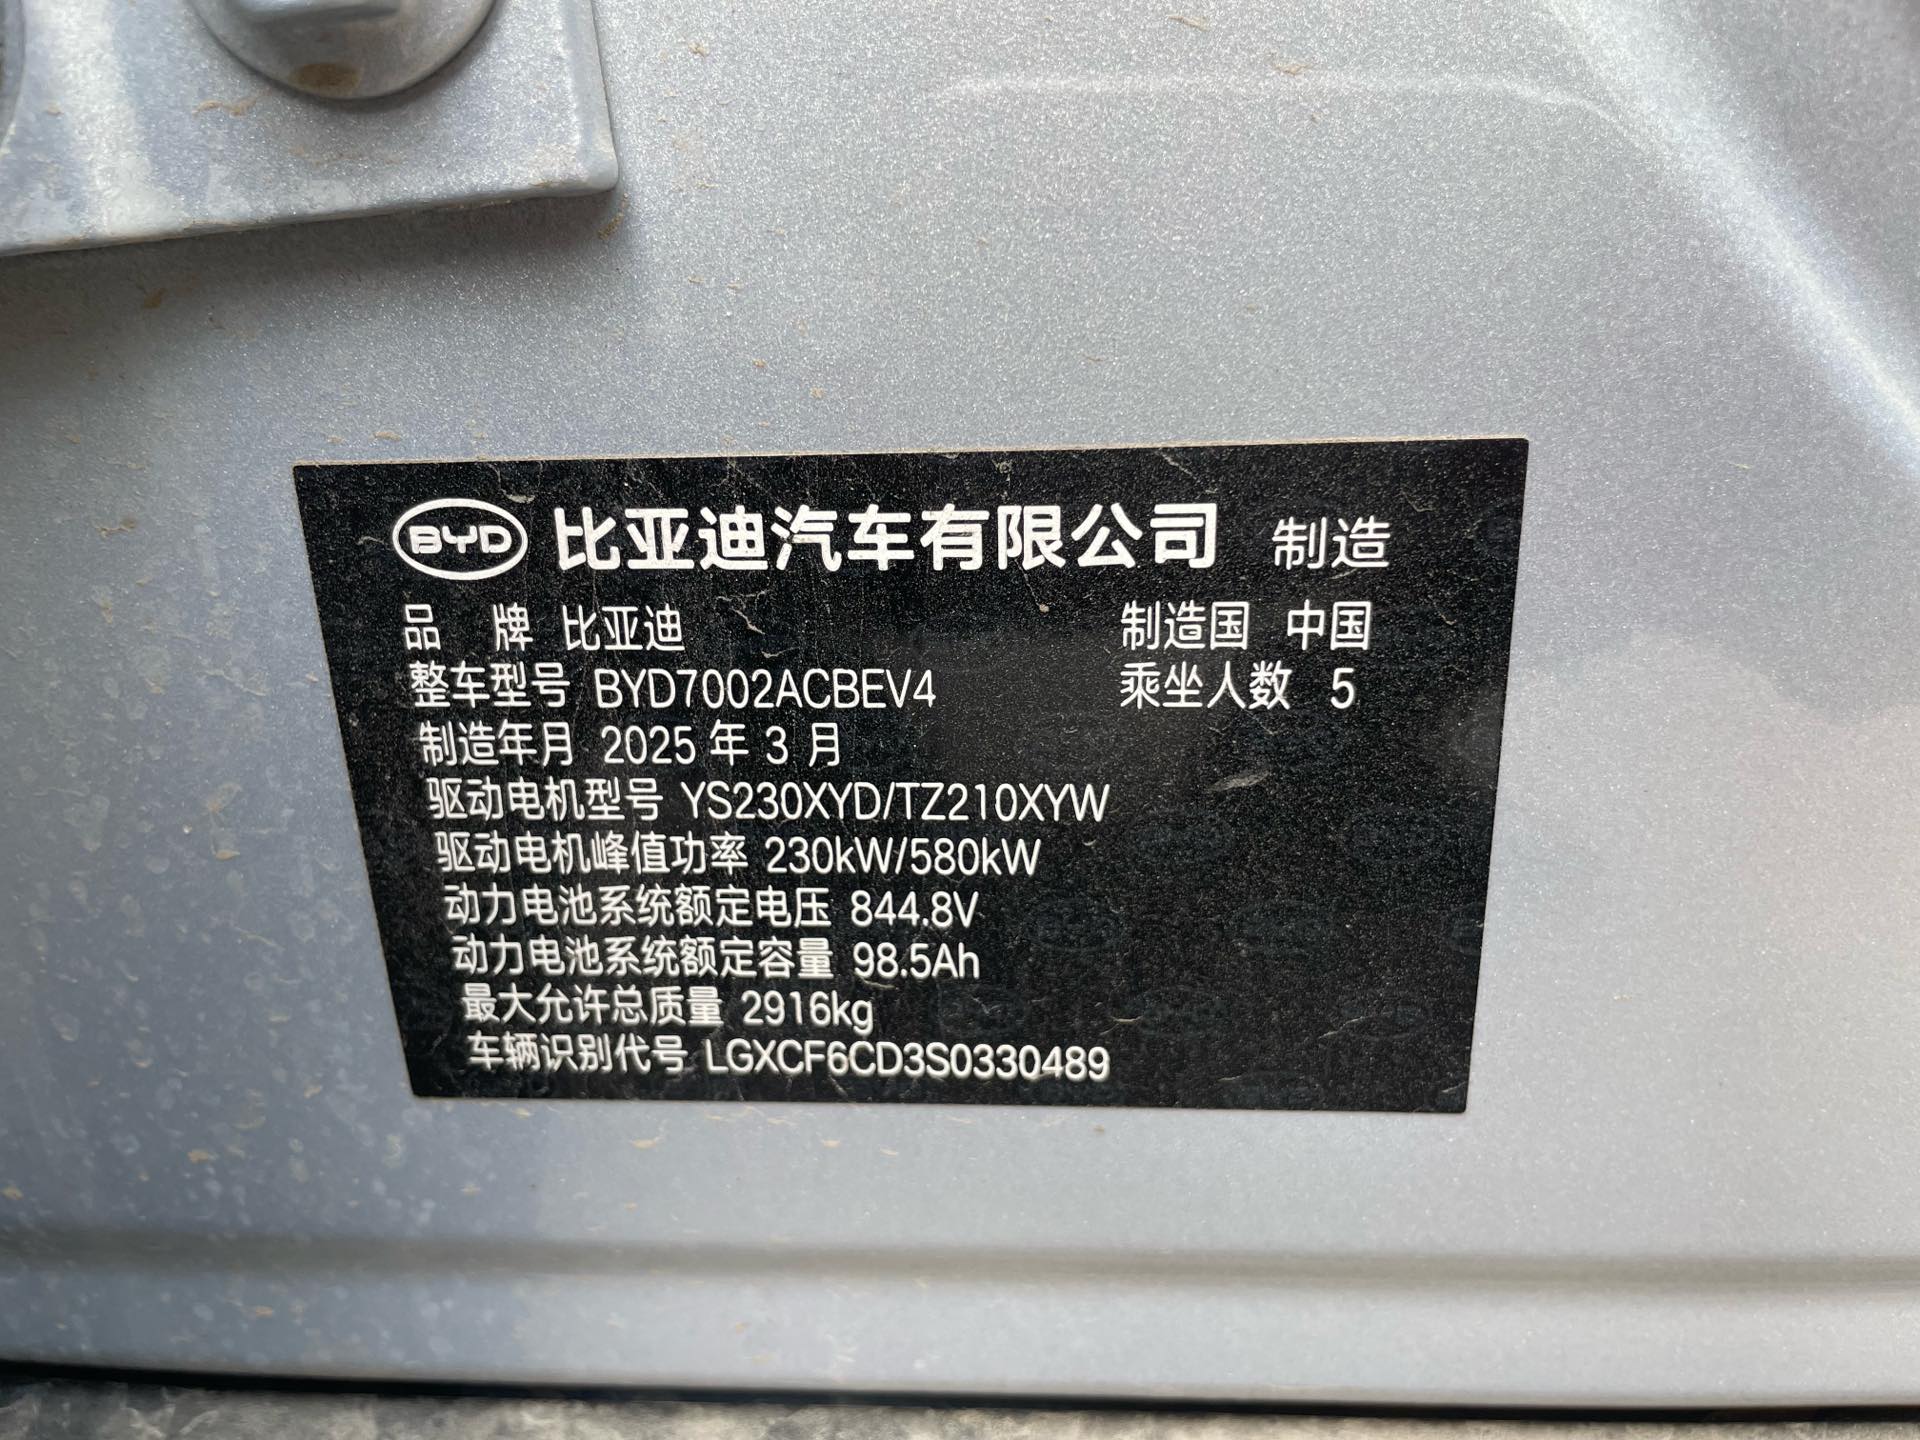 BYD 比亚迪汽车有限公司 制造
品 牌 比亚迪 制造国 中国
整车型号 BYD7002ACBEV4 乘坐人数 5
制造年月 2025 年 3 月
驱动电机型号 YS230XYD/TZ210XYW
驱动电机峰值功率 230kW/580kW
动力电池系统额定电压 844.8V
动力电池系统额定容量 98.5Ah
最大允许总质量 2916kg
车辆识别代号 LGXCF6CD3S0330489